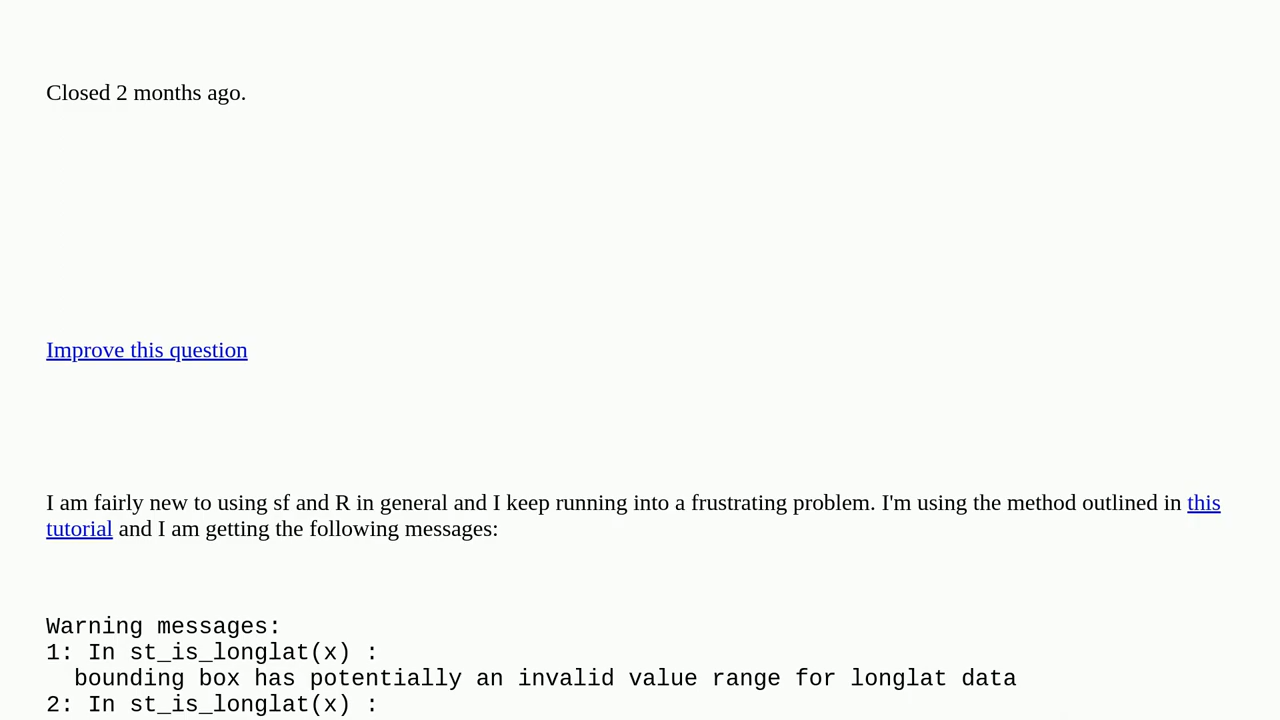 Closed 2 months ago.
Improve this question
I am fairly new to using sf and R in general and I keep running into a frustrating problem. I'm using the method outlined in this
tutorial and I am getting the following messages:
Warning messages:
1: In st_is_longlat(x) :
  bounding box has potentially an invalid value range for longlat data
2: In st_is_longlat(x) :